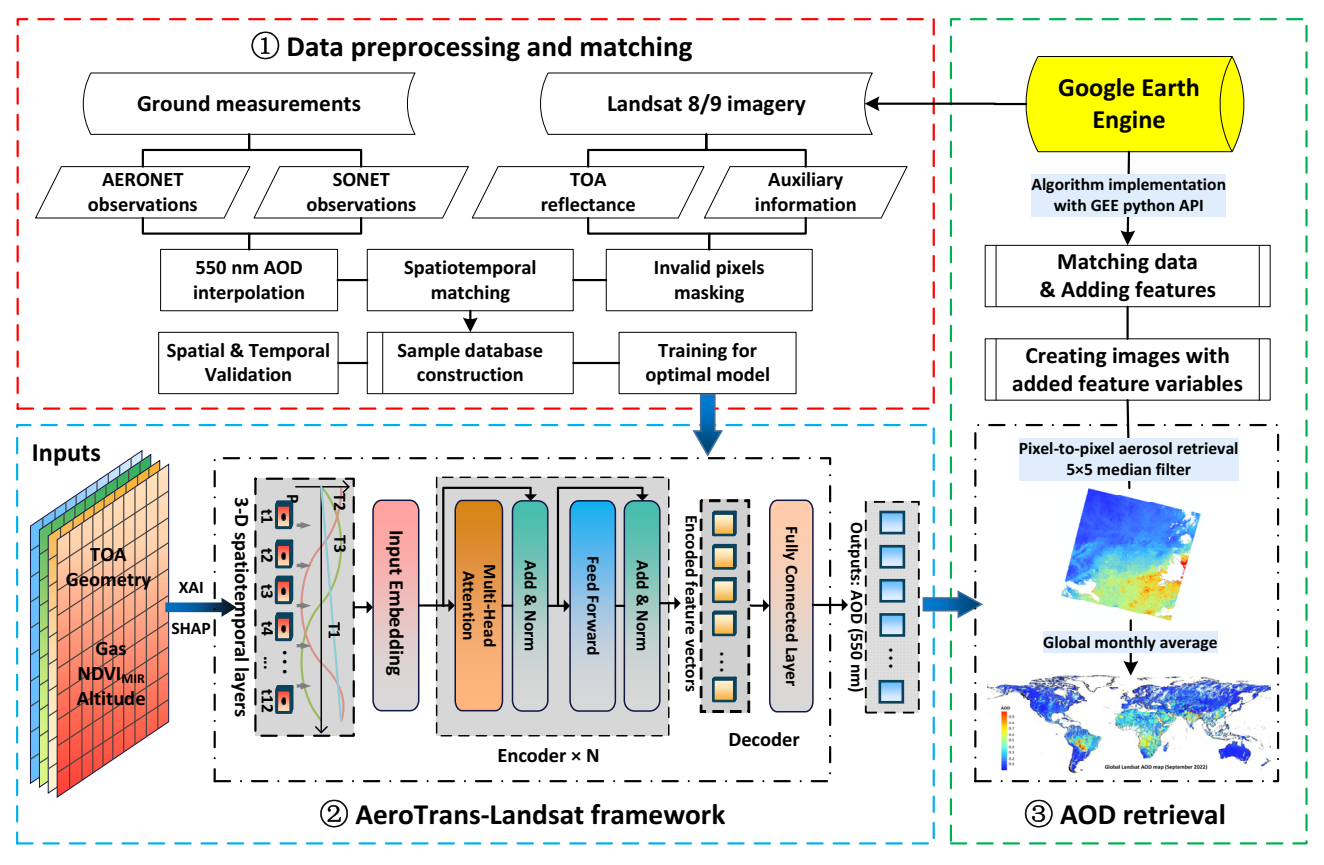 ① Data preprocessing and matching
Ground measurements
Landsat 8/9 imagery
AERONET
observations
SONET
observations
TOA
reflectance
Auxiliary
information
550 nm AOD
interpolation
Spatiotemporal
matching
Invalid pixels
masking
Spatial & Temporal
Validation
Sample database
construction
Training for
optimal model
Google Earth
Engine
Algorithm implementation
with GEE python API
Matching data
& Adding features
Creating images with
added feature variables
Pixel-to-pixel aerosol retrieval
5×5 median filter
Global monthly average
AOD
Global Landsat AOD map (September 2022)
③ AOD retrieval
Inputs
TOA
Geometry
Gas
NDVIMIR
Altitude
XAI
SHAP
3-D spatiotemporal layers
P
t1
t2
t3
t4
...
t12
T2
T3
T1
Input Embedding
Multi-Head
Attention
Add & Norm
Feed Forward
Add & Norm
Encoder × N
Encoded feature vectors
Fully Connected
Layer
Decoder
Outputs: AOD (550 nm)
② AeroTrans-Landsat framework